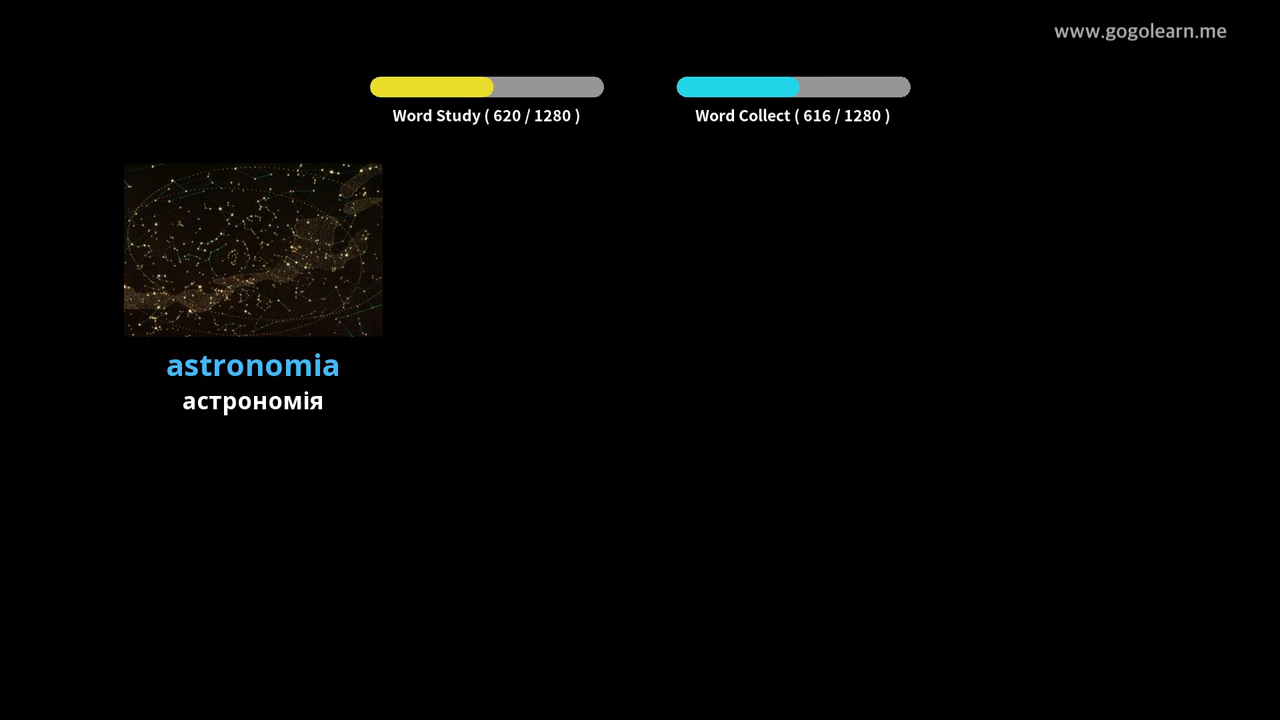 www.gogolearn.me
Word Study ( 620 / 1280 )
Word Collect ( 616 / 1280 )
astronomia
астрономія